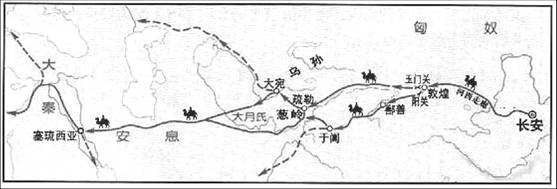 匈奴
大秦
乌孙
大宛
疏勒
葱岭
大月氏
玉门关
敦煌
阳关
鄯善
河西走廊
长安
塞琉西亚
安息
于阗